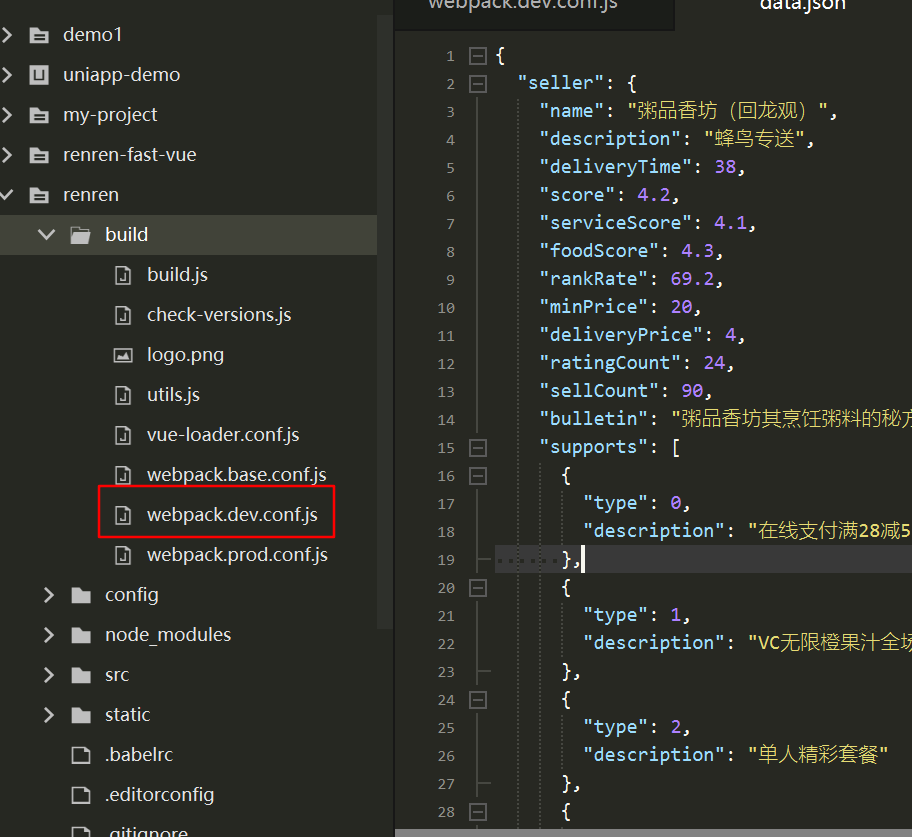 demo1
uniapp-demo
my-project
renren-fast-vue
renren
build
build.js
check-versions.js
logo.png
utils.js
vue-loader.conf.js
webpack.base.conf.js
webpack.dev.conf.js
webpack.prod.conf.js
config
node_modules
src
static
.babelrc
.editorconfig
.gitignore
webpack.dev.conf.js
data.json
1 {
2 "seller": {
3 "name": "粥品香坊（回龙观）",
4 "description": "蜂鸟专送",
5 "deliveryTime": 38,
6 "score": 4.2,
7 "serviceScore": 4.1,
8 "foodScore": 4.3,
9 "rankRate": 69.2,
10 "minPrice": 20,
11 "deliveryPrice": 4,
12 "ratingCount": 24,
13 "sellCount": 90,
14 "bulletin": "粥品香坊其烹饪粥料的秘方
15 "supports": [
16 {
17 "type": 0,
18 "description": "在线支付满28减5
19 },
20 {
21 "type": 1,
22 "description": "VC无限橙果汁全场
23 },
24 {
25 "type": 2,
26 "description": "单人精彩套餐"
27 },
28 {